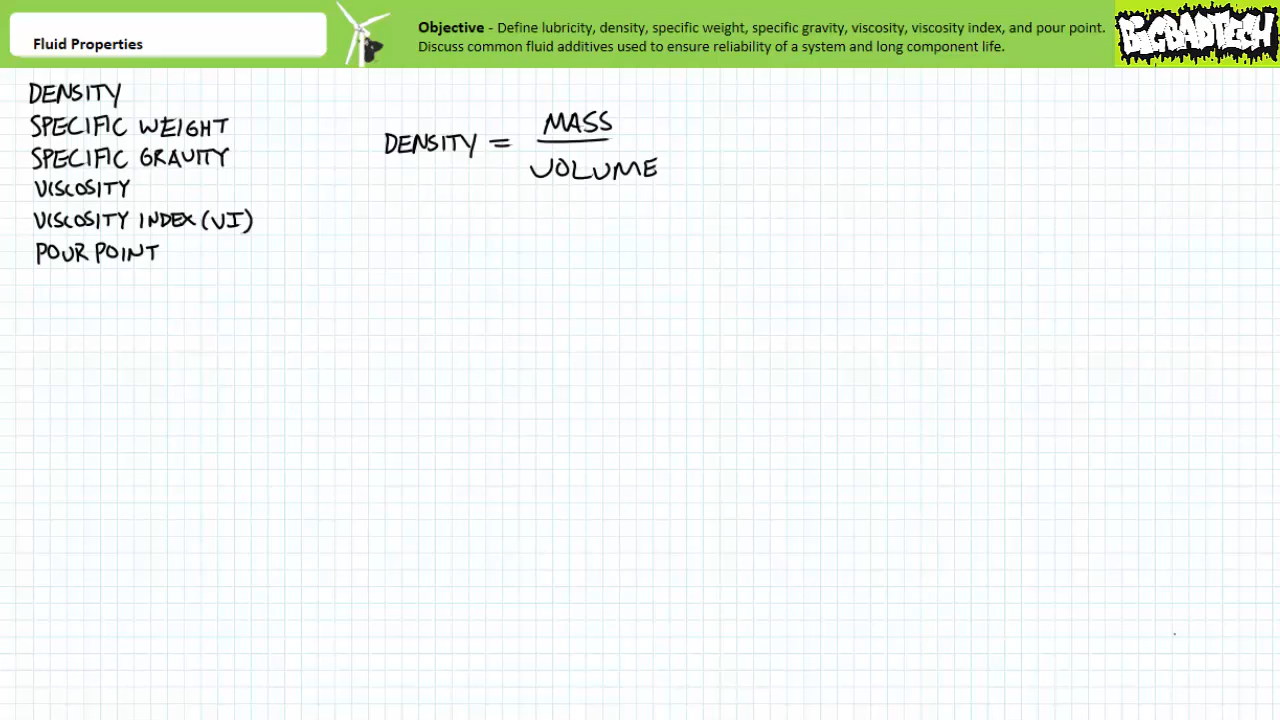 Fluid Properties
Objective - Define lubricity, density, specific weight, specific gravity, viscosity, viscosity index, and pour point.
Discuss common fluid additives used to ensure reliability of a system and long component life.
BIGBADTECH
DENSITY
SPECIFIC WEIGHT
SPECIFIC GRAVITY
VISCOSITY
VISCOSITY INDEX (VI)
POUR POINT
DENSITY = MASS
VOLUME